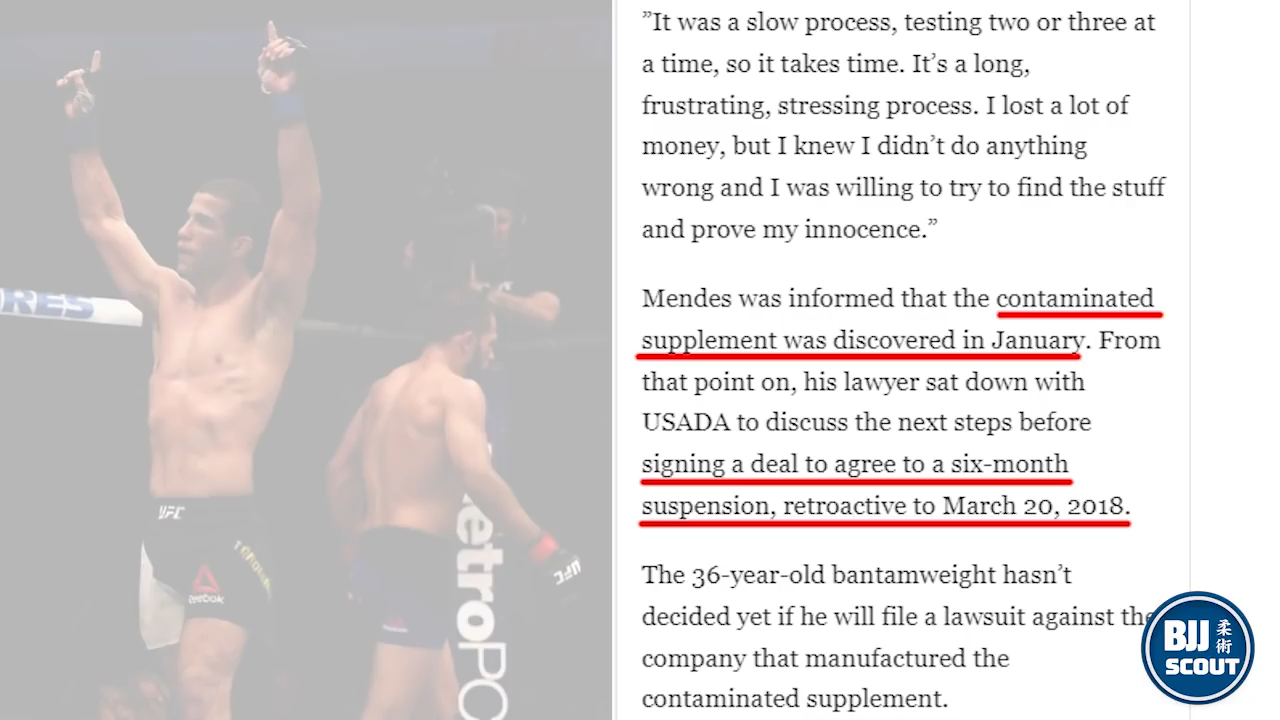 RES
UFC
Reebok
etroPC
UFC
”It was a slow process, testing two or three at
a time, so it takes time. It’s a long,
frustrating, stressing process. I lost a lot of
money, but I knew I didn’t do anything
wrong and I was willing to try to find the stuff
and prove my innocence.”
Mendes was informed that the contaminated
supplement was discovered in January. From
that point on, his lawyer sat down with
USADA to discuss the next steps before
signing a deal to agree to a six-month
suspension, retroactive to March 20, 2018.
The 36-year-old bantamweight hasn’t
decided yet if he will file a lawsuit against the
company that manufactured the
contaminated supplement.
BJJ 柔術
SCOUT